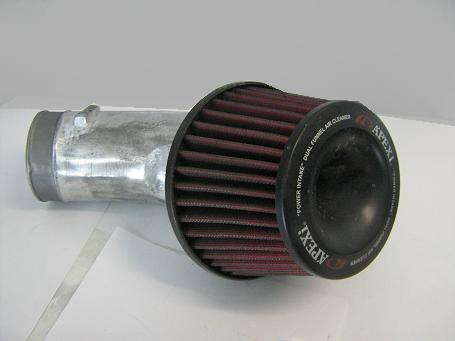 APEXi
"POWER INTAKE" DUAL FUNNEL AIR CLEANER
APEXi